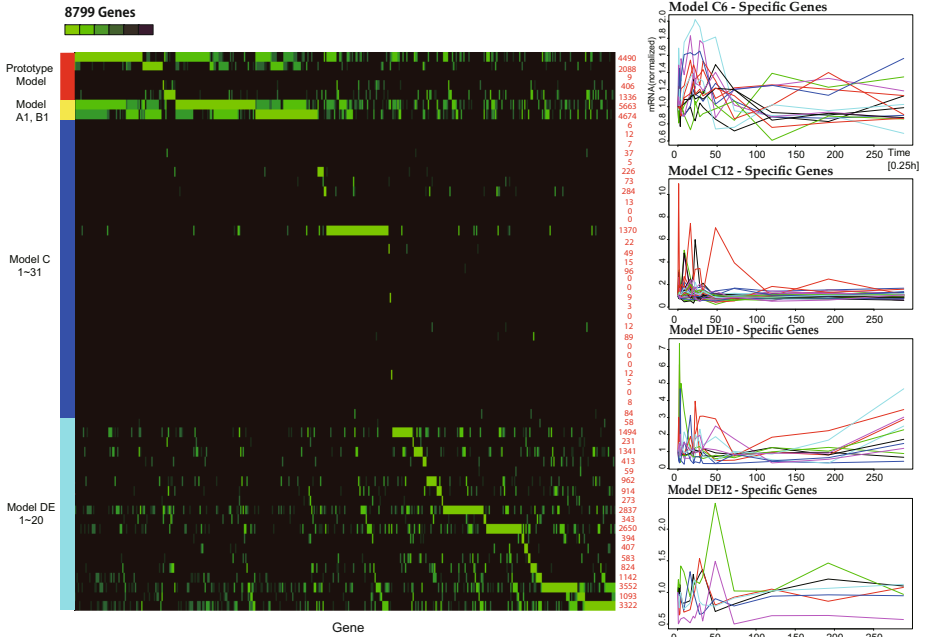 8799 Genes
Prototype
Model
Model
A1, B1
Model C
1~31
Model DE
1~20
4490
2088
9
406
1336
5663
4674
6
12
7
37
5
226
73
284
13
0
0
1370
22
49
15
96
0
0
9
3
0
12
89
0
0
0
12
5
0
8
84
58
1494
231
1341
413
59
962
914
273
2837
343
2650
394
407
583
824
1142
3552
1093
3322
Gene
Model C6 - Specific Genes
mRNA(normalized)
0.6 0.8 1.0 1.2 1.4 1.6 1.8 2.0
0 50 100 150 200 250
Time
[0.25h]
Model C12 - Specific Genes
0 2 4 6 8 10
0 50 100 150 200 250
Model DE10 - Specific Genes
0 1 2 3 4 5 6 7
0 50 100 150 200 250
Model DE12 - Specific Genes
0.5 1.0 1.5 2.0
0 50 100 150 200 250